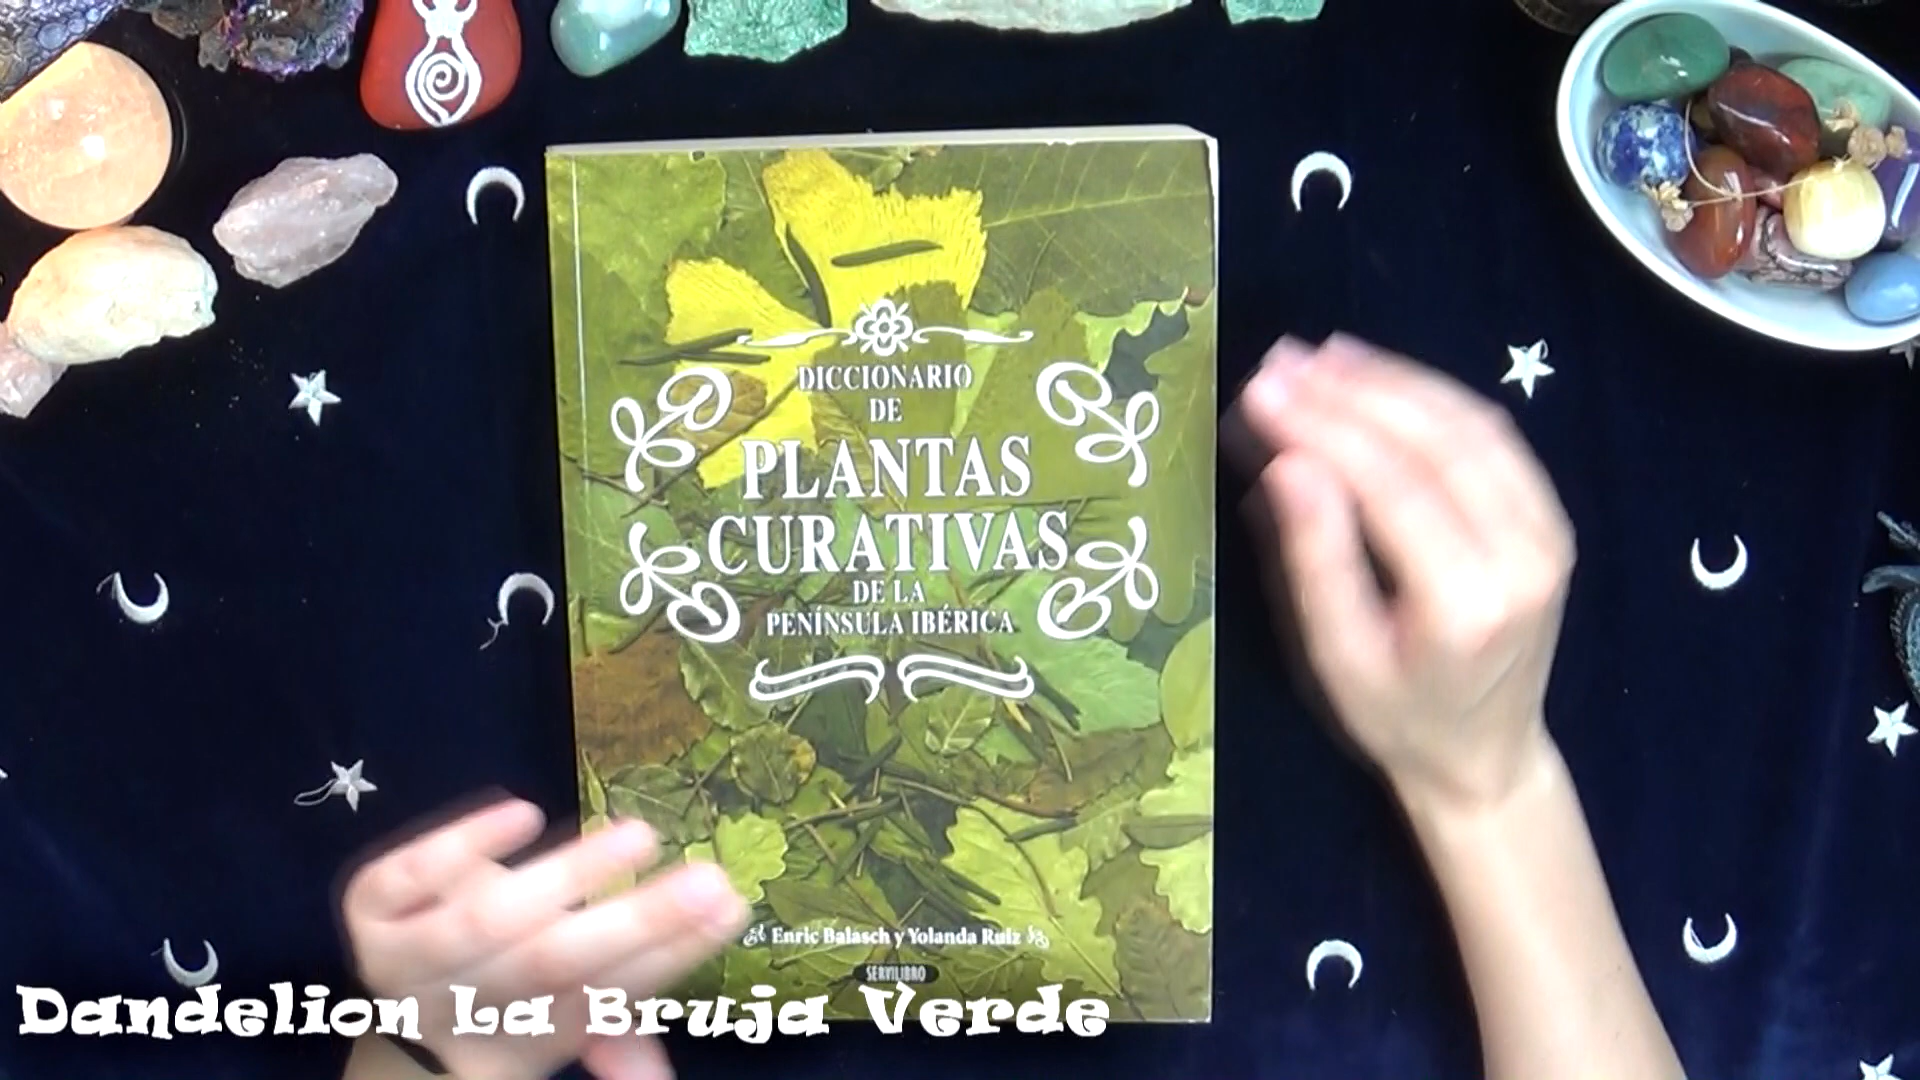 DICCIONARIO
DE
PLANTAS
CURATIVAS
DE LA
PENÍNSULA IBÉRICA
Enric Balasch y Yolanda Ruiz
SERVILIBRO
Dandelion La Bruja Verde